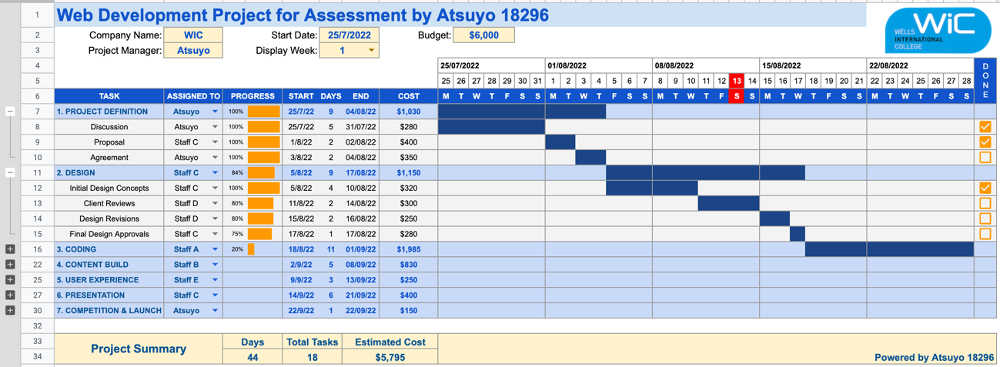 1 Web Development Project for Assessment by Atsuyo 18296
WELLS WiC
INTERNATIONAL
COLLEGE
2 Company Name: WIC Start Date: 25/7/2022 Budget: $6,000
3 Project Manager: Atsuyo Display Week: 1
4 25/07/2022 01/08/2022 08/08/2022 15/08/2022 22/08/2022 DONE
5 25 26 27 28 29 30 31 1 2 3 4 5 6 7 8 9 10 11 12 13 14 15 16 17 18 19 20 21 22 23 24 25 26 27 28
6 TASK ASSIGNED TO PROGRESS START DAYS END COST M T W T F S S M T W T F S S M T W T F S S M T W T F S S M T W T F S S
7 1. PROJECT DEFINITION Atsuyo 100% 25/7/22 9 04/08/22 $1,030
8 Discussion Atsuyo 100% 25/7/22 5 31/07/22 $280
9 Proposal Staff C 100% 1/8/22 2 02/08/22 $400
10 Agreement Atsuyo 100% 3/8/22 2 04/08/22 $350
11 2. DESIGN Staff C 84% 5/8/22 9 17/08/22 $1,150
12 Initial Design Concepts Staff C 100% 5/8/22 4 10/08/22 $320
13 Client Reviews Staff D 80% 11/8/22 2 14/08/22 $300
14 Design Revisions Staff D 80% 15/8/22 2 16/08/22 $250
15 Final Design Approvals Staff C 75% 17/8/22 1 17/08/22 $280
16 3. CODING Staff A 20% 18/8/22 11 01/09/22 $1,985
22 4. CONTENT BUILD Staff B 2/9/22 5 08/09/22 $830
25 5. USER EXPERIENCE Staff E 9/9/22 3 13/09/22 $250
27 6. PRESENTATION Staff C 14/9/22 6 21/09/22 $400
30 7. COMPETITION & LAUNCH Atsuyo 22/9/22 1 22/09/22 $150
32
33 Project Summary Days Total Tasks Estimated Cost
34 44 18 $5,795 Powered by Atsuyo 18296